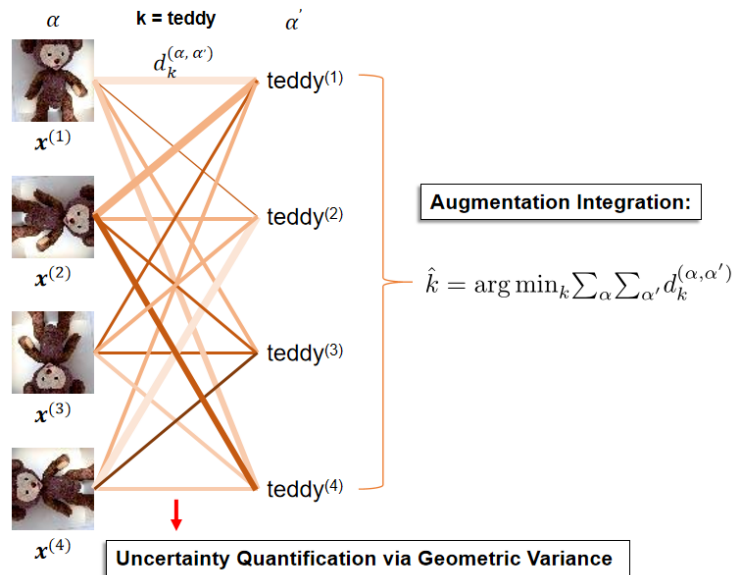 α k = teddy α'
d_k^(α, α')
teddy^(1)
x^(1)
teddy^(2)
Augmentation Integration:
x^(2)
k̂ = arg min_k ∑_α ∑_α' d_k^(α,α')
teddy^(3)
x^(3)
teddy^(4)
x^(4)
Uncertainty Quantification via Geometric Variance